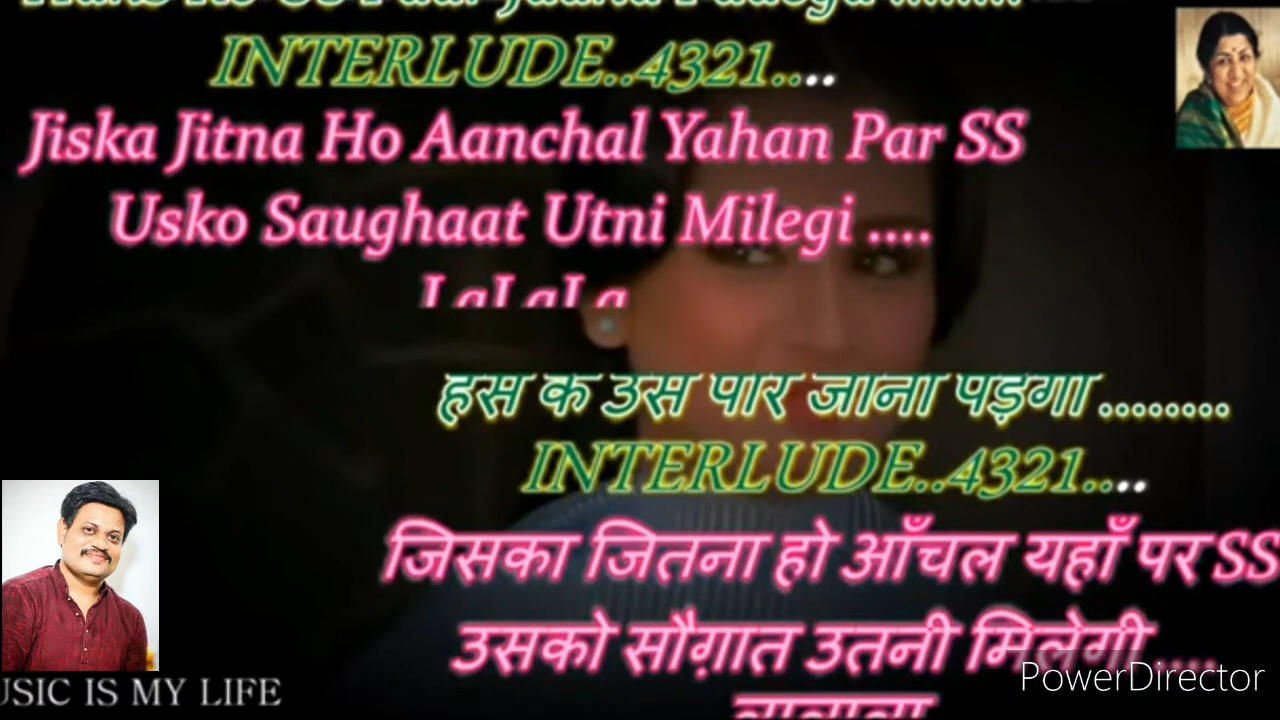 INTERLUDE..4321....
Jiska Jitna Ho Aanchal Yahan Par SS
Usko Saughaat Utni Milegi ....
LaLaLa
हंस के उस पार जाना पड़ेगा ........
INTERLUDE..4321....
जिसका जितना हो आँचल यहाँ पर SS
उसको सौग़ात उतनी मिलेगी ....
लालाला
USIC IS MY LIFE
PowerDirector